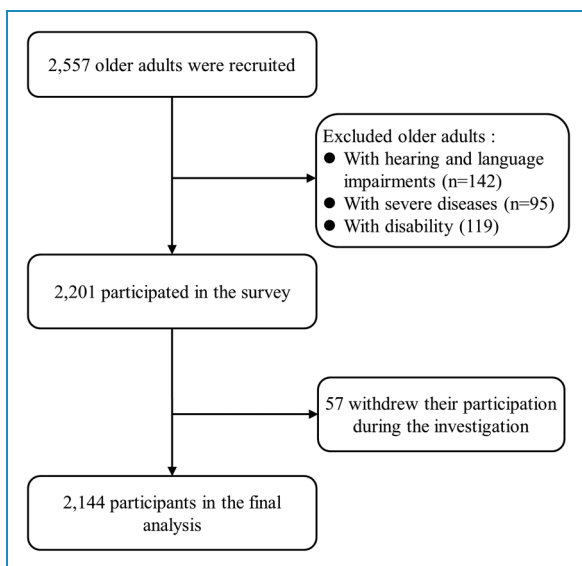 2,557 older adults were recruited
Excluded older adults :
● With hearing and language
impairments (n=142)
● With severe diseases (n=95)
● With disability (119)
2,201 participated in the survey
57 withdrew their participation
during the investigation
2,144 participants in the final
analysis